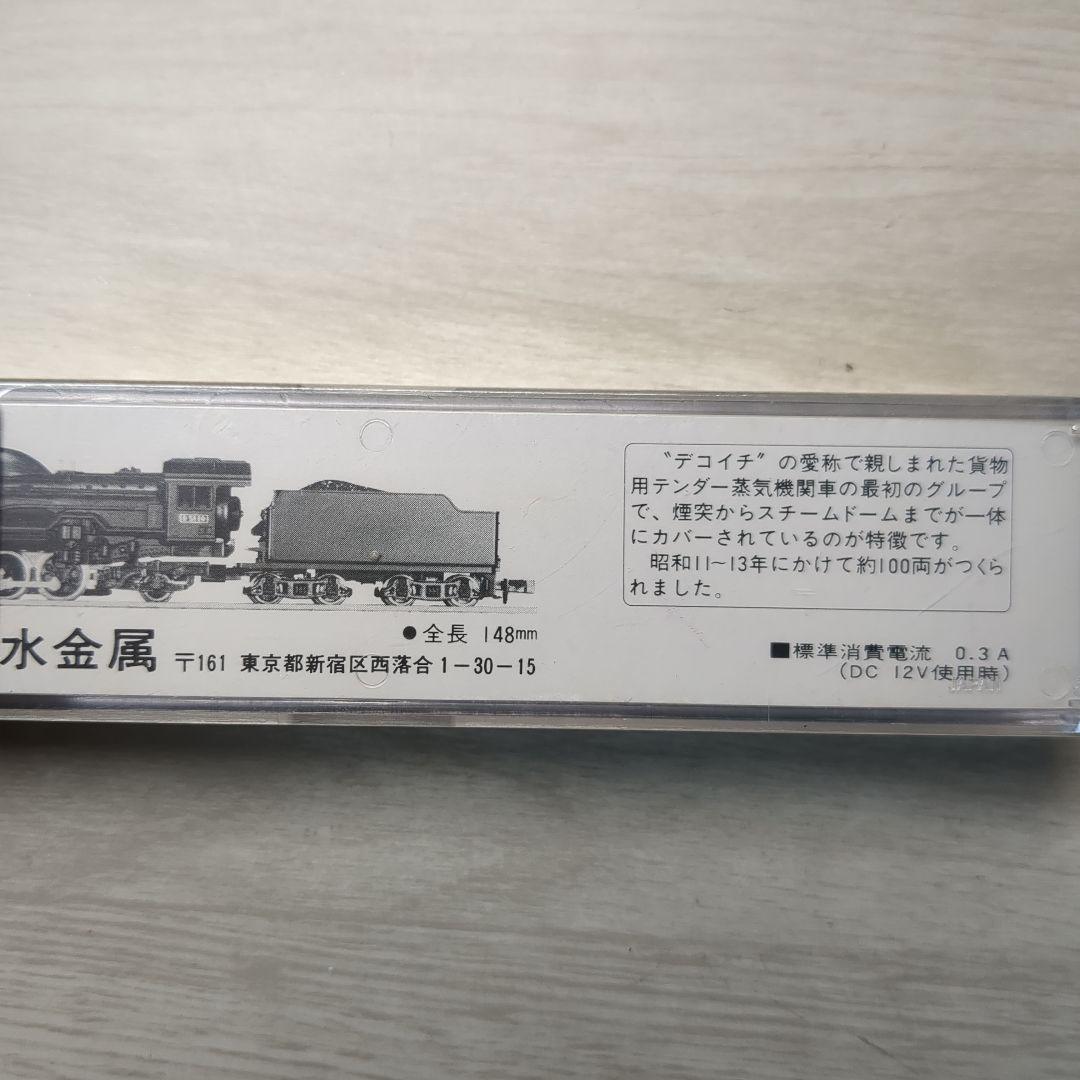 〝デコイチ〟の愛称で親しまれた貨物
用テンダー蒸気機関車の最初のグループ
で、煙突からスチームドームまでが一体
にカバーされているのが特徴です。
昭和11~13年にかけて約100両がつくら
れました。
●全長 148mm
水金属 〒161 東京都新宿区西落合1-30-15
■標準消費電流 0.3A
(DC 12V使用時)
JAPAN